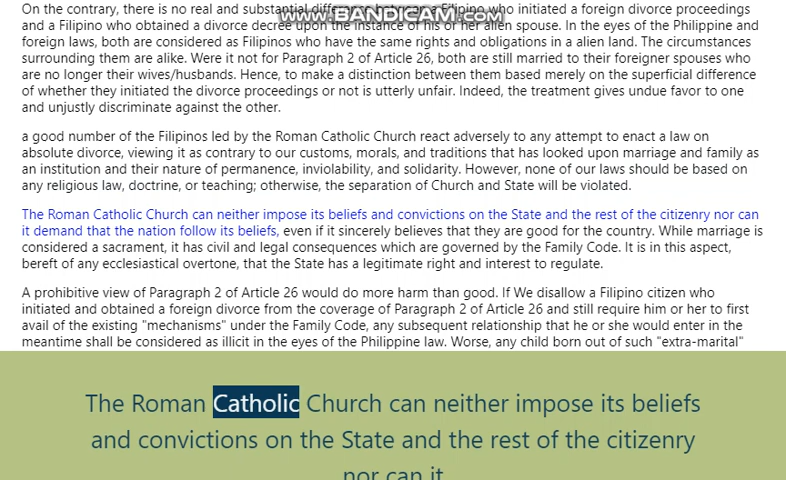 On the contrary, there is no real and substantial difference between a Filipino who initiated a foreign divorce proceedings
www.BANDICAM.com
and a Filipino who obtained a divorce decree upon the instance of his or her alien spouse. In the eyes of the Philippine and
foreign laws, both are considered as Filipinos who have the same rights and obligations in a alien land. The circumstances
surrounding them are alike. Were it not for Paragraph 2 of Article 26, both are still married to their foreigner spouses who
are no longer their wives/husbands. Hence, to make a distinction between them based merely on the superficial difference
of whether they initiated the divorce proceedings or not is utterly unfair. Indeed, the treatment gives undue favor to one
and unjustly discriminate against the other.
a good number of the Filipinos led by the Roman Catholic Church react adversely to any attempt to enact a law on
absolute divorce, viewing it as contrary to our customs, morals, and traditions that has looked upon marriage and family as
an institution and their nature of permanence, inviolability, and solidarity. However, none of our laws should be based on
any religious law, doctrine, or teaching; otherwise, the separation of Church and State will be violated.
The Roman Catholic Church can neither impose its beliefs and convictions on the State and the rest of the citizenry nor can
it demand that the nation follow its beliefs, even if it sincerely believes that they are good for the country. While marriage is
considered a sacrament, it has civil and legal consequences which are governed by the Family Code. It is in this aspect,
bereft of any ecclesiastical overtone, that the State has a legitimate right and interest to regulate.
A prohibitive view of Paragraph 2 of Article 26 would do more harm than good. If We disallow a Filipino citizen who
initiated and obtained a foreign divorce from the coverage of Paragraph 2 of Article 26 and still require him or her to first
avail of the existing "mechanisms" under the Family Code, any subsequent relationship that he or she would enter in the
meantime shall be considered as illicit in the eyes of the Philippine law. Worse, any child born out of such "extra-marital"
The Roman Catholic Church can neither impose its beliefs
and convictions on the State and the rest of the citizenry
nor can it